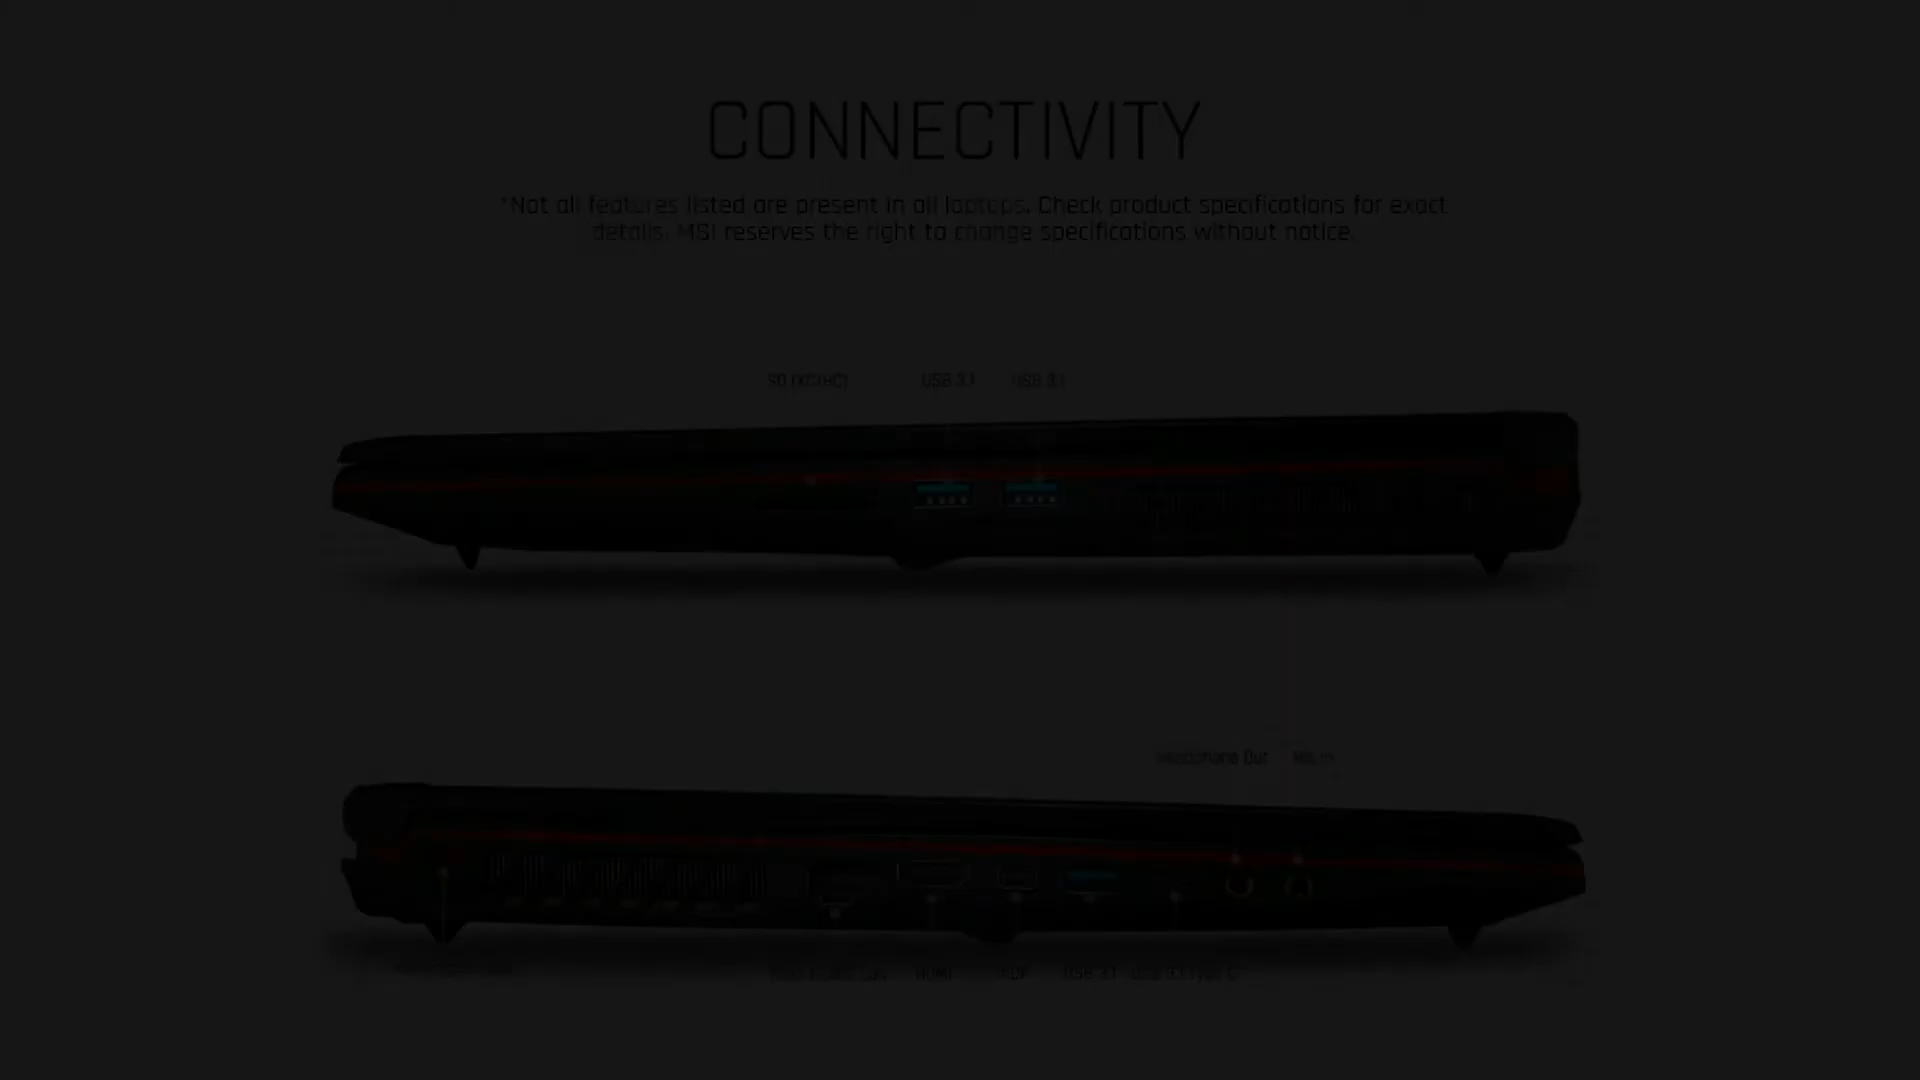 CONNECTIVITY
*Not all features listed are present in all laptops. Check product specifications for exact
details. MSI reserves the right to change specifications without notice.
SD (XC/HC) USB 3.1 USB 3.1
Headphone Out
HDMI USB 3.1